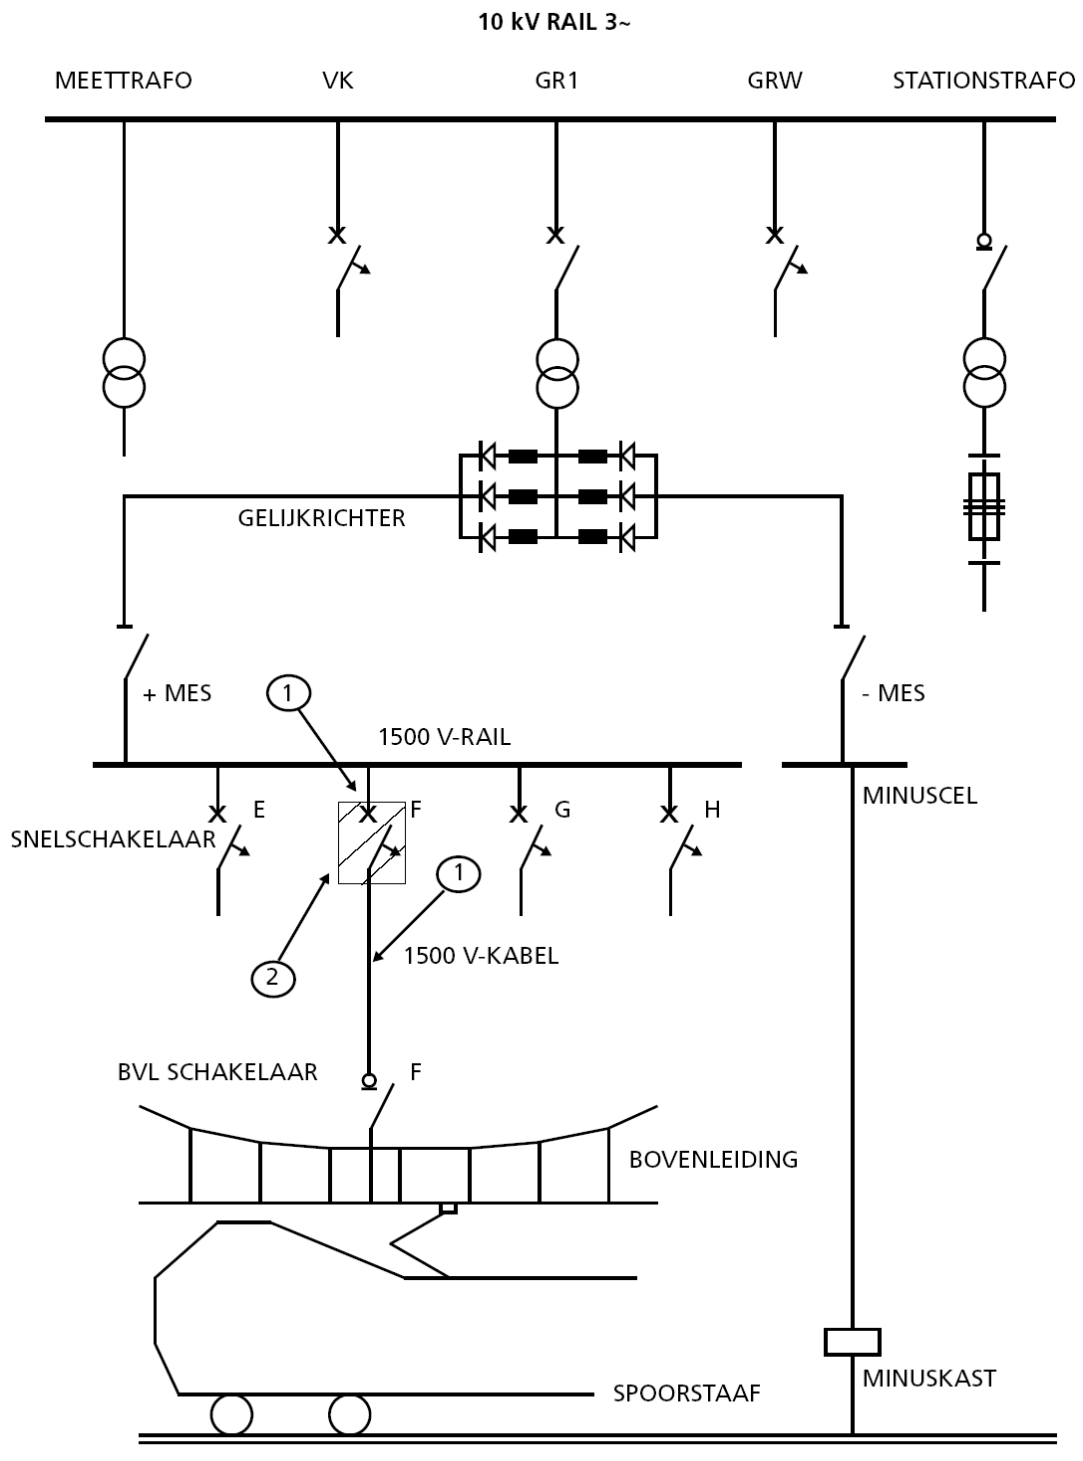 10 kV RAIL 3~
MEETTRAFO VK GR1 GRW STATIONSTRAFO
GELIJKRICHTER
+ MES
1
- MES
1500 V-RAIL
MINUSCEL
E F G H
SNELSCHAKELAAR
1
1500 V-KABEL
2
BVL SCHAKELAAR F
BOVENLEIDING
MINUSKAST
SPOORSTAAF